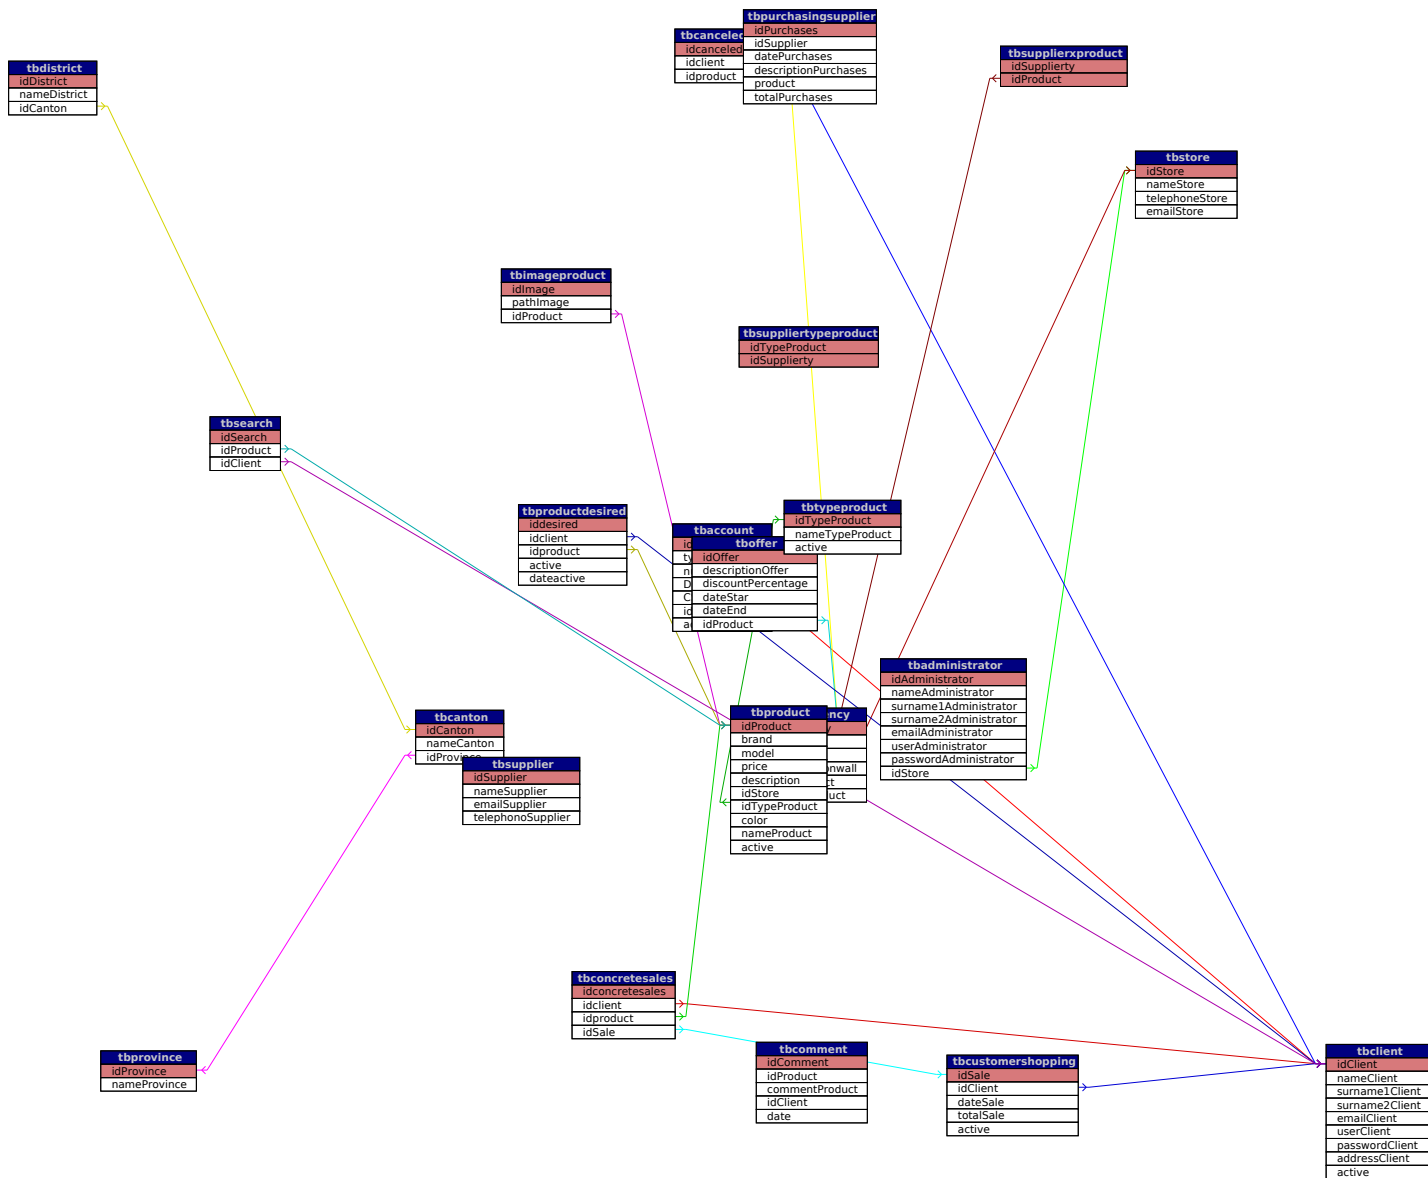 tbpurchasingsupplier
idPurchases
idSupplier
datePurchases
descriptionPurchases
product
totalPurchases
idcanceled
idclient
idproduct
tbsupplierxproduct
idSupplierty
idProduct
tbdistrict
idDistrict
nameDistrict
idCanton
tbstore
idStore
nameStore
telephoneStore
emailStore
tbimageproduct
idImage
pathImage
idProduct
tbsuppliertypeproduct
idTypeProduct
idSupplierty
tbsearch
idSearch
idProduct
idClient
tbproductdesired
iddesired
idclient
idproduct
active
dateactive
tbaccount
tboffer
idOffer
descriptionOffer
discountPercentage
dateStar
dateEnd
idProduct
tbtypeproduct
idTypeProduct
nameTypeProduct
active
tbadministrator
idAdministrator
nameAdministrator
surname1Administrator
surname2Administrator
emailAdministrator
userAdministrator
passwordAdministrator
idStore
tbcanton
idCanton
nameCanton
idProvince
tbsupplier
idSupplier
nameSupplier
emailSupplier
telephonoSupplier
tbproduct
idProduct
brand
model
price
description
idStore
idTypeProduct
color
nameProduct
active
tbconcretesales
idconcretesales
idclient
idproduct
idSale
tbcomment
idComment
idProduct
commentProduct
idClient
date
tbcustomershopping
idSale
idClient
dateSale
totalSale
active
tbprovince
idProvince
nameProvince
tbclient
idClient
nameClient
surname1Client
surname2Client
emailClient
userClient
passwordClient
addressClient
active